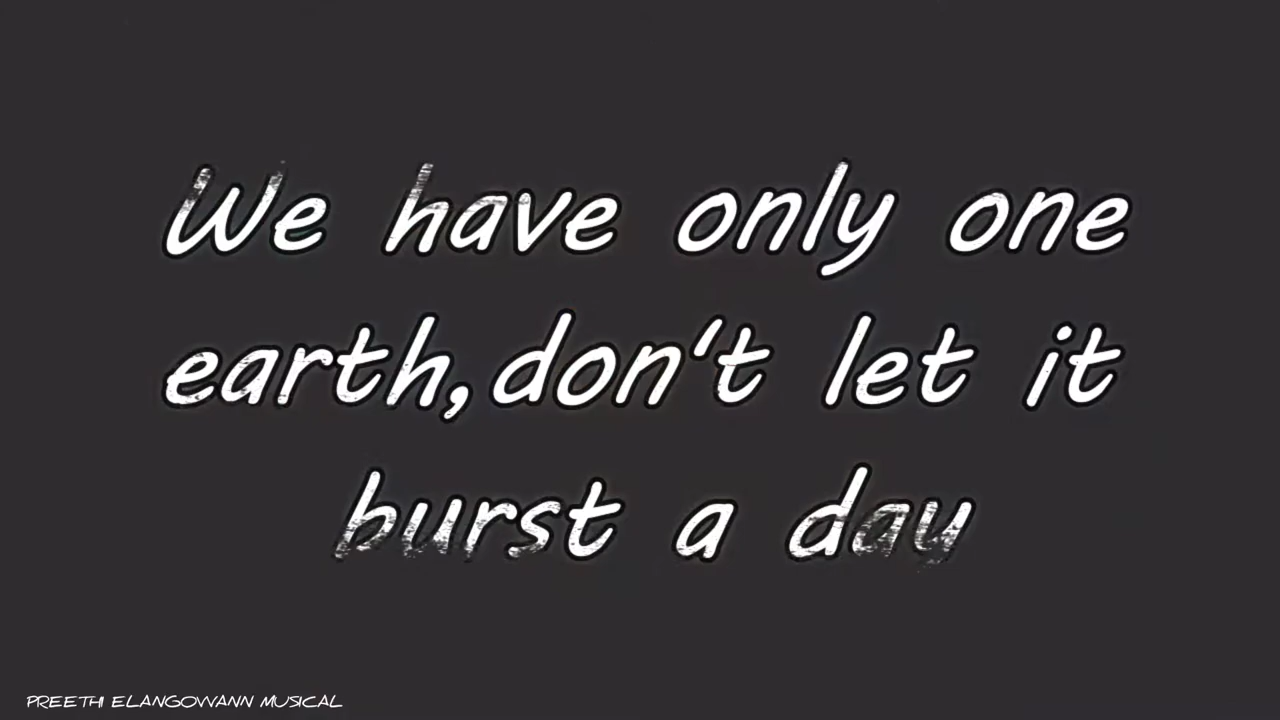 We have only one
earth,don't let it
burst a day
PREETHI ELANGOWANN MUSICAL